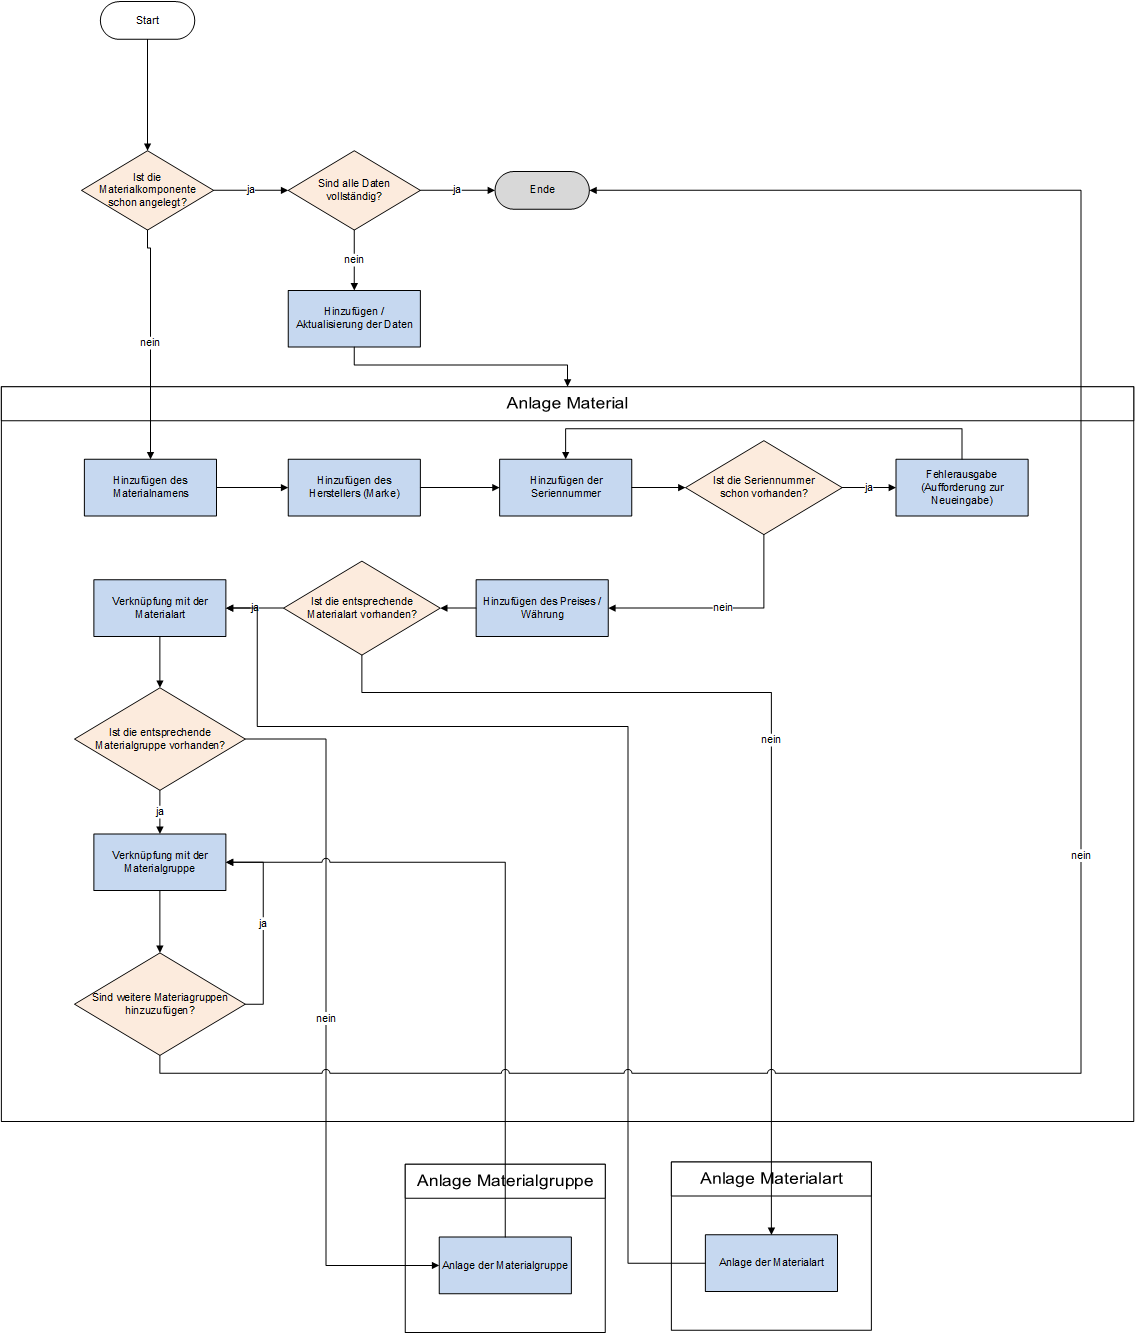 Start
Ist die
Materialkomponente
schon angelegt?
ja
Sind alle Daten
vollständig?
ja
Ende
nein
Hinzufügen /
Aktualisierung der Daten
nein
Anlage Material
Hinzufügen des
Materialnamens
Hinzufügen des
Herstellers (Marke)
Hinzufügen der
Seriennummer
Ist die Seriennummer
schon vorhanden?
ja
Fehlerausgabe
(Aufforderung zur
Neueingabe)
Verknüpfung mit der
Materialart
ja
Ist die entsprechende
Materialart vorhanden?
Hinzufügen des Preises /
Währung
nein
Ist die entsprechende
Materialgruppe vorhanden?
nein
ja
Verknüpfung mit der
Materialgruppe
nein
ja
Sind weitere Materiagruppen
hinzuzufügen?
nein
Anlage Materialgruppe
Anlage der Materialgruppe
Anlage Materialart
Anlage der Materialart